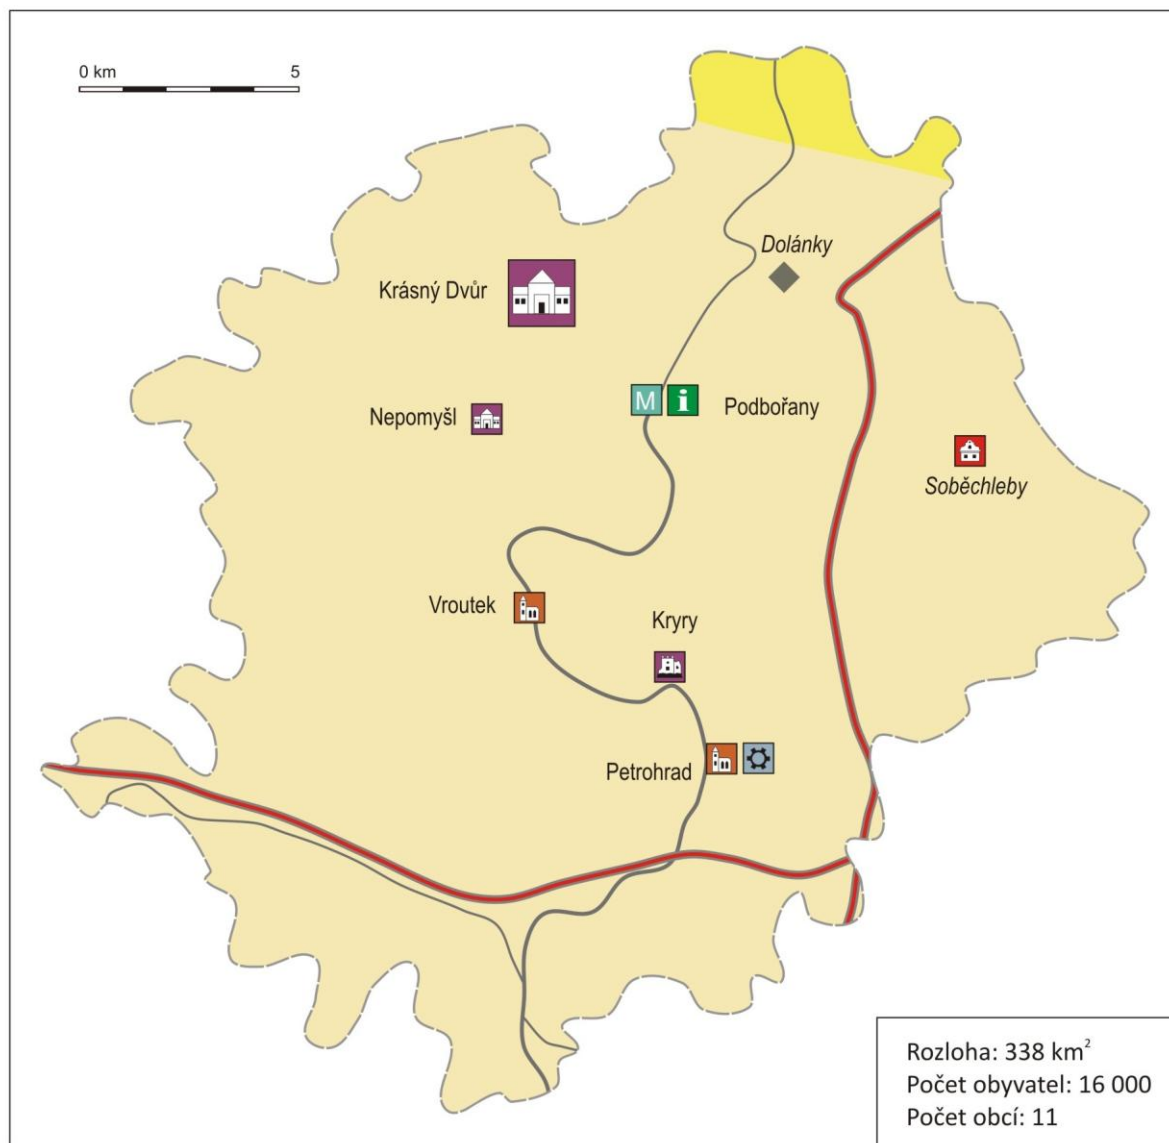 0 km 5
Dolánky
Krásný Dvůr
M i Podbořany
Nepomyšl
Soběchleby
Vroutek
Kryry
Petrohrad
Rozloha: 338 km²
Počet obyvatel: 16 000
Počet obcí: 11